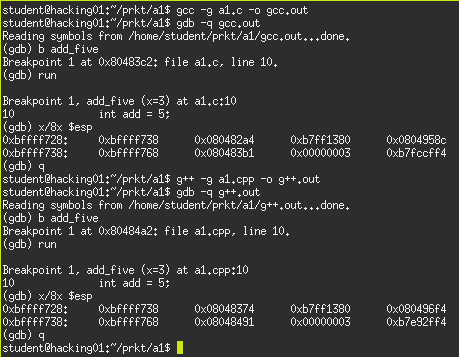 student@hacking01:~/prkt/a1$ gcc -g a1.c -o gcc.out
student@hacking01:~/prkt/a1$ gdb -q gcc.out
Reading symbols from /home/student/prkt/a1/gcc.out...done.
(gdb) b add_five
Breakpoint 1 at 0x80483c2: file a1.c, line 10.
(gdb) run
Breakpoint 1, add_five (x=3) at a1.c:10
10 int add = 5;
(gdb) x/8x $esp
0xbffff728: 0xbffff738 0x080482a4 0xb7ff1380 0x0804958c
0xbffff738: 0xbffff768 0x080483b1 0x00000003 0xb7fccff4
(gdb) q
student@hacking01:~/prkt/a1$ g++ -g a1.cpp -o g++.out
student@hacking01:~/prkt/a1$ gdb -q g++.out
Reading symbols from /home/student/prkt/a1/g++.out...done.
(gdb) b add_five
Breakpoint 1 at 0x80484a2: file a1.cpp, line 10.
(gdb) run
Breakpoint 1, add_five (x=3) at a1.cpp:10
10 int add = 5;
(gdb) x/8x $esp
0xbffff728: 0xbffff738 0x08048374 0xb7ff1380 0x080496f4
0xbffff738: 0xbffff768 0x08048491 0x00000003 0xb7e92ff4
(gdb) q
student@hacking01:~/prkt/a1$